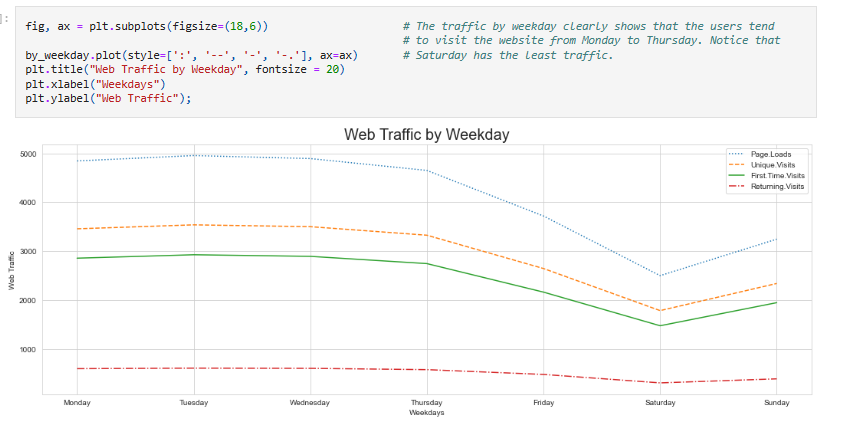 ]:
fig, ax = plt.subplots(figsize=(18,6)) # The traffic by weekday clearly shows that the users tend
# to visit the website from Monday to Thursday. Notice that
by_weekday.plot(style=[':', '--', '-', '-.'], ax=ax) # Saturday has the least traffic.
plt.title("Web Traffic by Weekday", fontsize = 20)
plt.xlabel("Weekdays")
plt.ylabel("Web Traffic");
Web Traffic by Weekday
Page.Loads
Unique.Visits
First.Time.Visits
Returning.Visits
5000
4000
3000
2000
1000
Web Traffic
Monday Tuesday Wednesday Thursday Friday Saturday Sunday
Weekdays